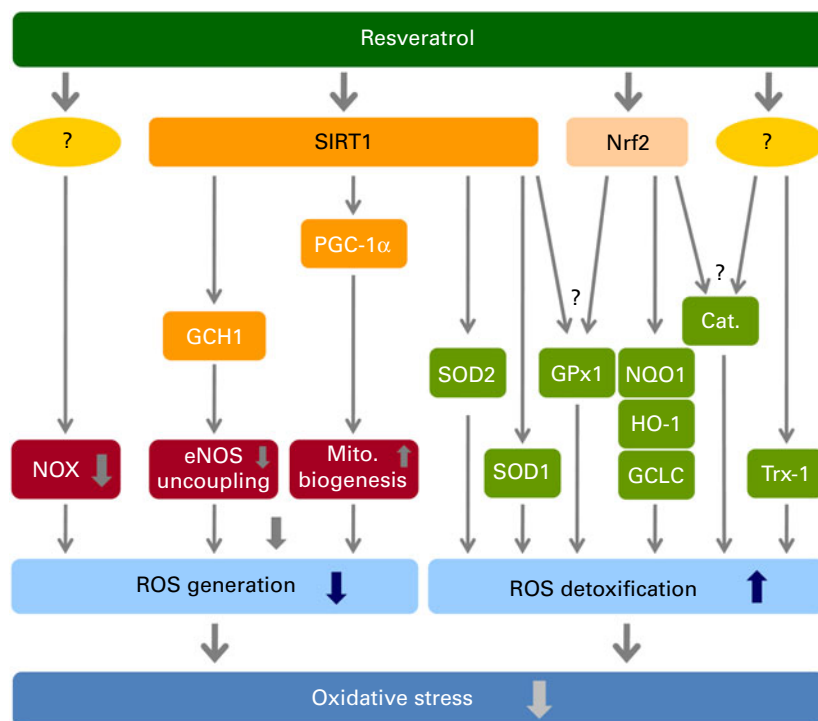 Resveratrol
?
SIRT1
Nrf2
?
PGC-1α
?
?
Cat.
GCH1
SOD2
GPx1
NQO1
HO-1
NOX
eNOS
uncoupling
Mito.
biogenesis
SOD1
GCLC
Trx-1
ROS generation
ROS detoxification
Oxidative stress